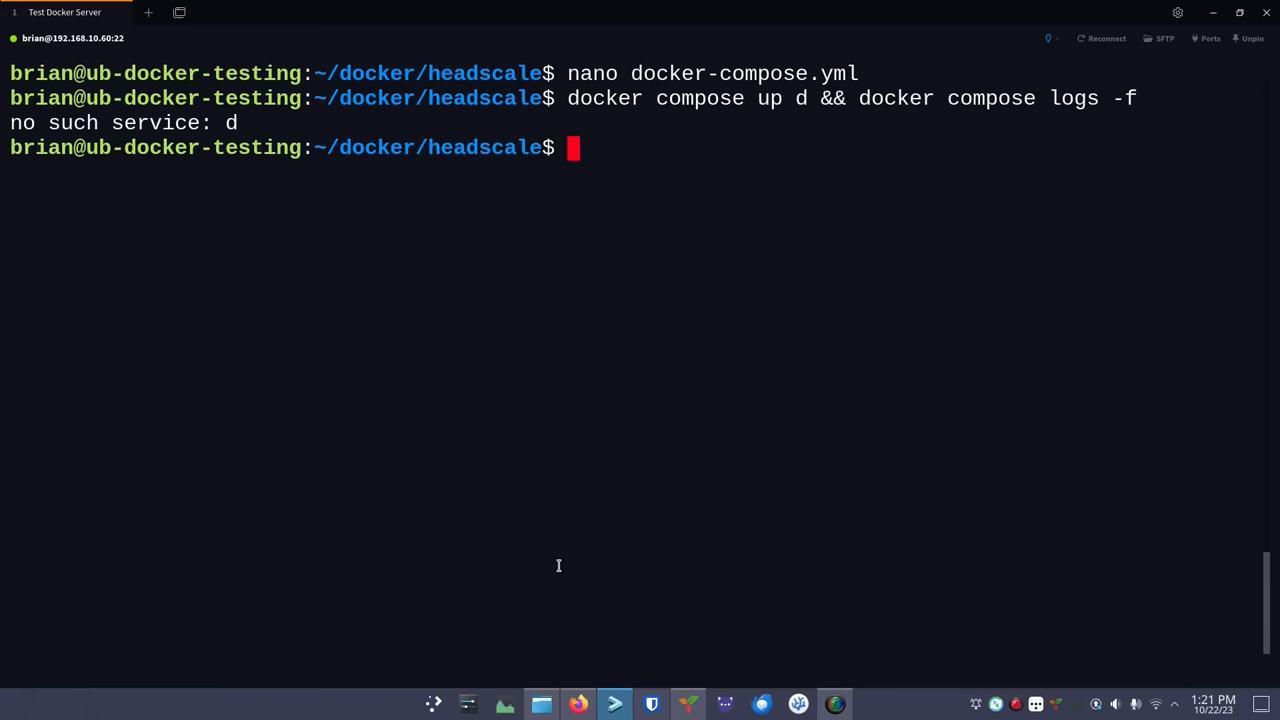 1 Test Docker Server
brian@192.168.10.60:22
Reconnect SFTP Ports Unpin
brian@ub-docker-testing:~/docker/headscale$ nano docker-compose.yml
brian@ub-docker-testing:~/docker/headscale$ docker compose up d && docker compose logs -f
no such service: d
brian@ub-docker-testing:~/docker/headscale$
1:21 PM
10/22/23